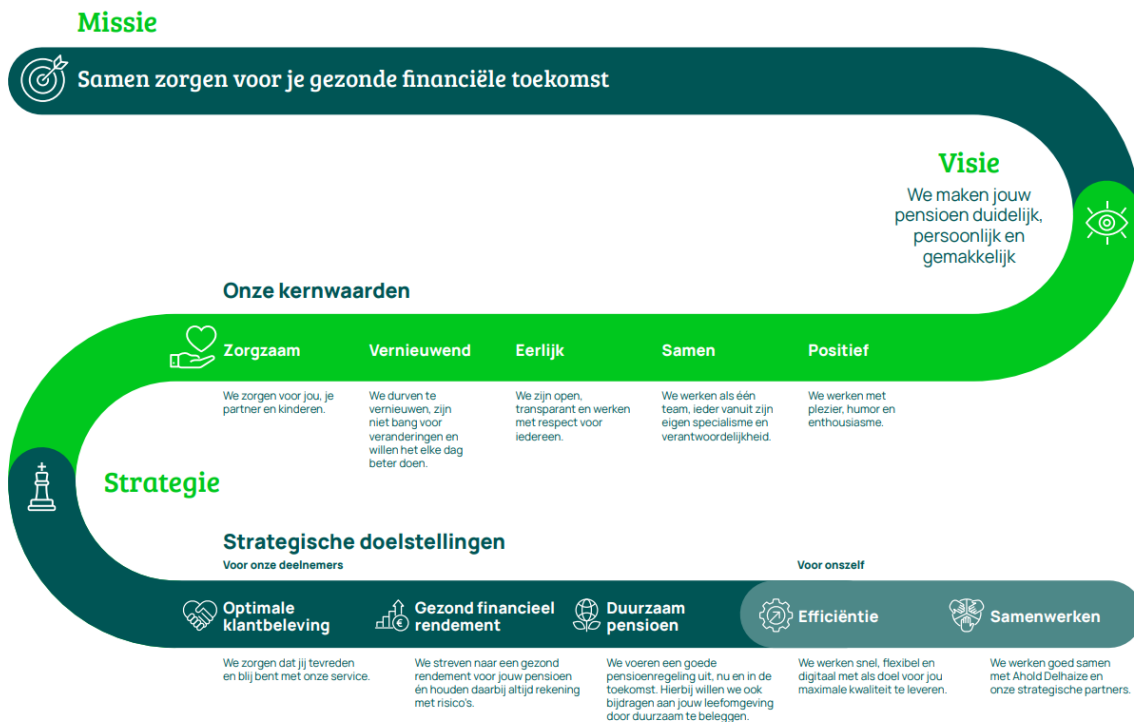 Missie
Samen zorgen voor je gezonde financiële toekomst
Visie
We maken jouw
pensioen duidelijk,
persoonlijk en
gemakkelijk
Onze kernwaarden
Zorgzaam
We zorgen voor jou, je
partner en kinderen.
Vernieuwend
We durven te
vernieuwen, zijn
niet bang voor
veranderingen en
willen het elke dag
beter doen.
Eerlijk
We zijn open,
transparant en werken
met respect voor
iedereen.
Samen
We werken als één
team, ieder vanuit zijn
eigen specialisme en
verantwoordelijkheid.
Positief
We werken met
plezier, humor en
enthousiasme.
Strategie
Strategische doelstellingen
Voor onze deelnemers
Optimale
klantbeleving
We zorgen dat jij tevreden
en blij bent met onze service.
Gezond financieel
rendement
We streven naar een gezond
rendement voor jouw pensioen
én houden daarbij altijd rekening
met risico's.
Duurzaam
pensioen
We voeren een goede
pensioenregeling uit, nu en in de
toekomst. Hierbij willen we ook
bijdragen aan jouw leefomgeving
door duurzaam te beleggen.
Voor onszelf
Efficiëntie
We werken snel, flexibel en
digitaal met als doel voor jou
maximale kwaliteit te leveren.
Samenwerken
We werken goed samen
met Ahold Delhaize en
onze strategische partners.